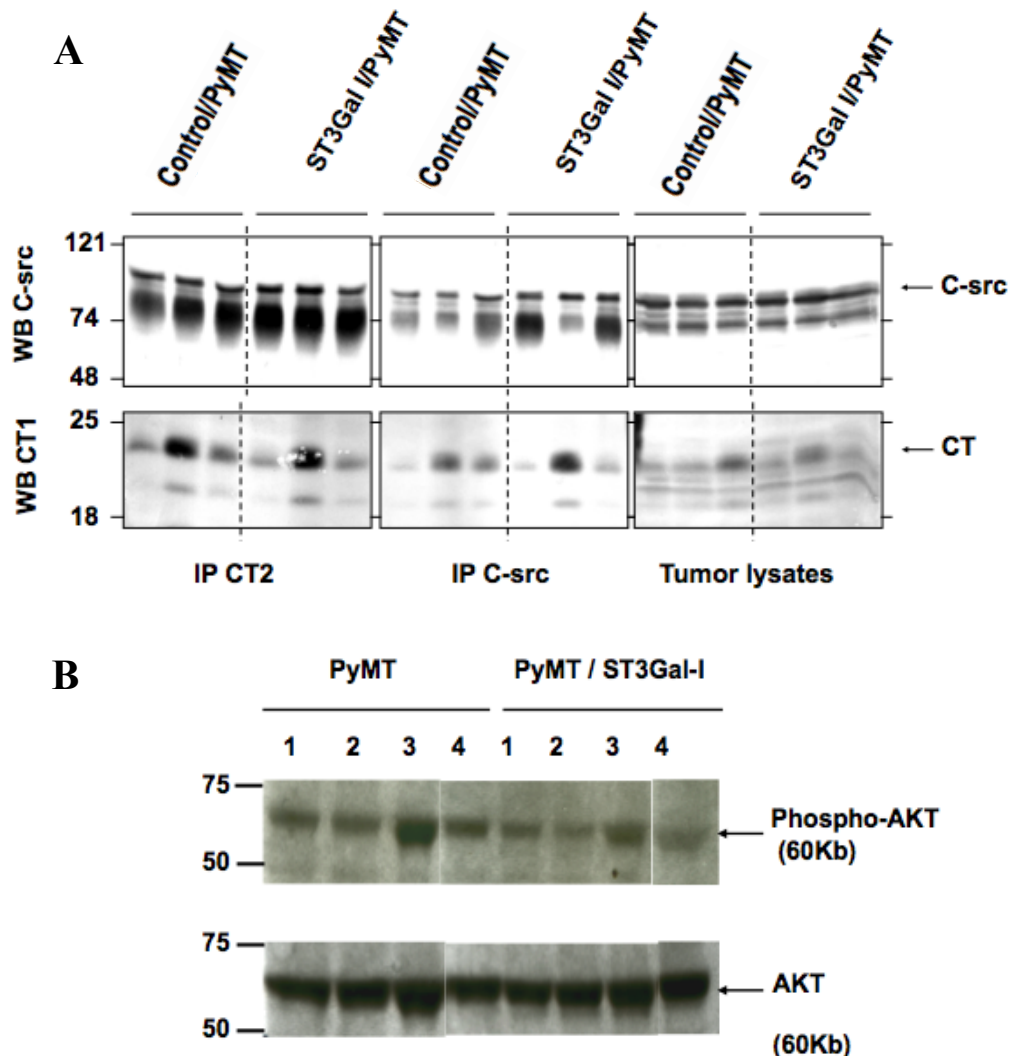 A
Control/PyMT
ST3Gal I/PyMT
Control/PyMT
ST3Gal I/PyMT
Control/PyMT
ST3Gal I/PyMT
WB C-src
121
74
48
C-src
WB CT1
25
18
CT
IP CT2
IP C-src
Tumor lysates
B
PyMT
PyMT / ST3Gal-I
1 2 3 4 1 2 3 4
75
50
Phospho-AKT
(60Kb)
75
50
AKT
(60Kb)